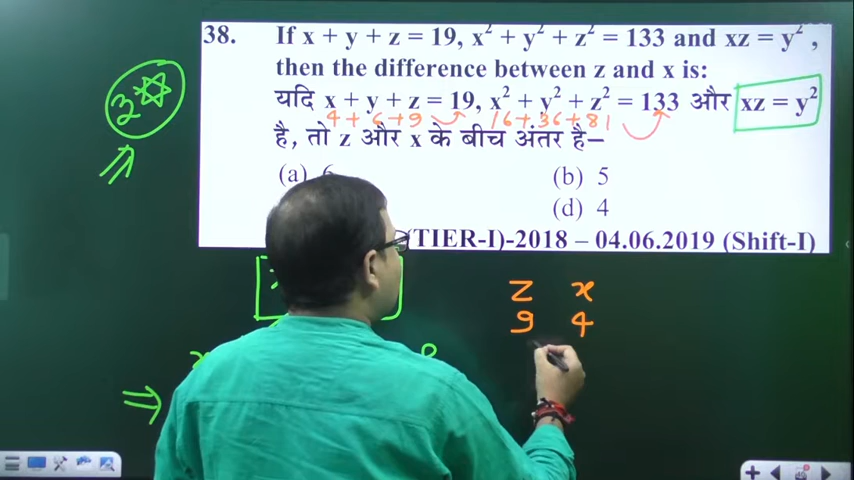 38. If x + y + z = 19, x² + y² + z² = 133 and xz = y²,
then the difference between z and x is:
यदि x + y + z = 19, x² + y² + z² = 133 और xz = y²
4 + 6 + 9 16 + 36 + 81
है, तो z और x के बीच अंतर है–
(a) 6 (b) 5
(d) 4
(TIER-I)-2018 – 04.06.2019 (Shift-I)
3
z x
9 4